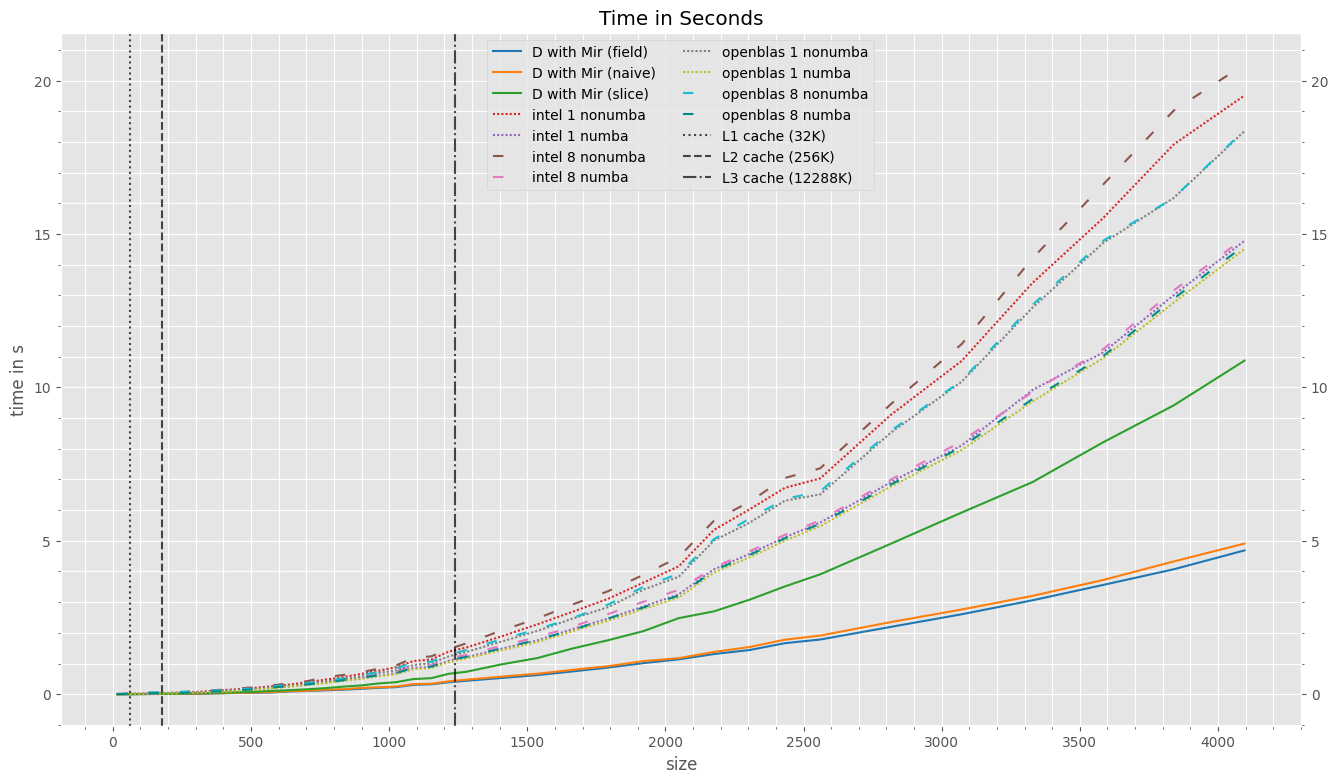 Time in Seconds
D with Mir (field)
D with Mir (naive)
D with Mir (slice)
intel 1 nonumba
intel 1 numba
intel 8 nonumba
intel 8 numba
openblas 1 nonumba
openblas 1 numba
openblas 8 nonumba
openblas 8 numba
L1 cache (32K)
L2 cache (256K)
L3 cache (12288K)
time in s
20
15
10
5
0
20
15
10
5
0
0 500 1000 1500 2000 2500 3000 3500 4000
size